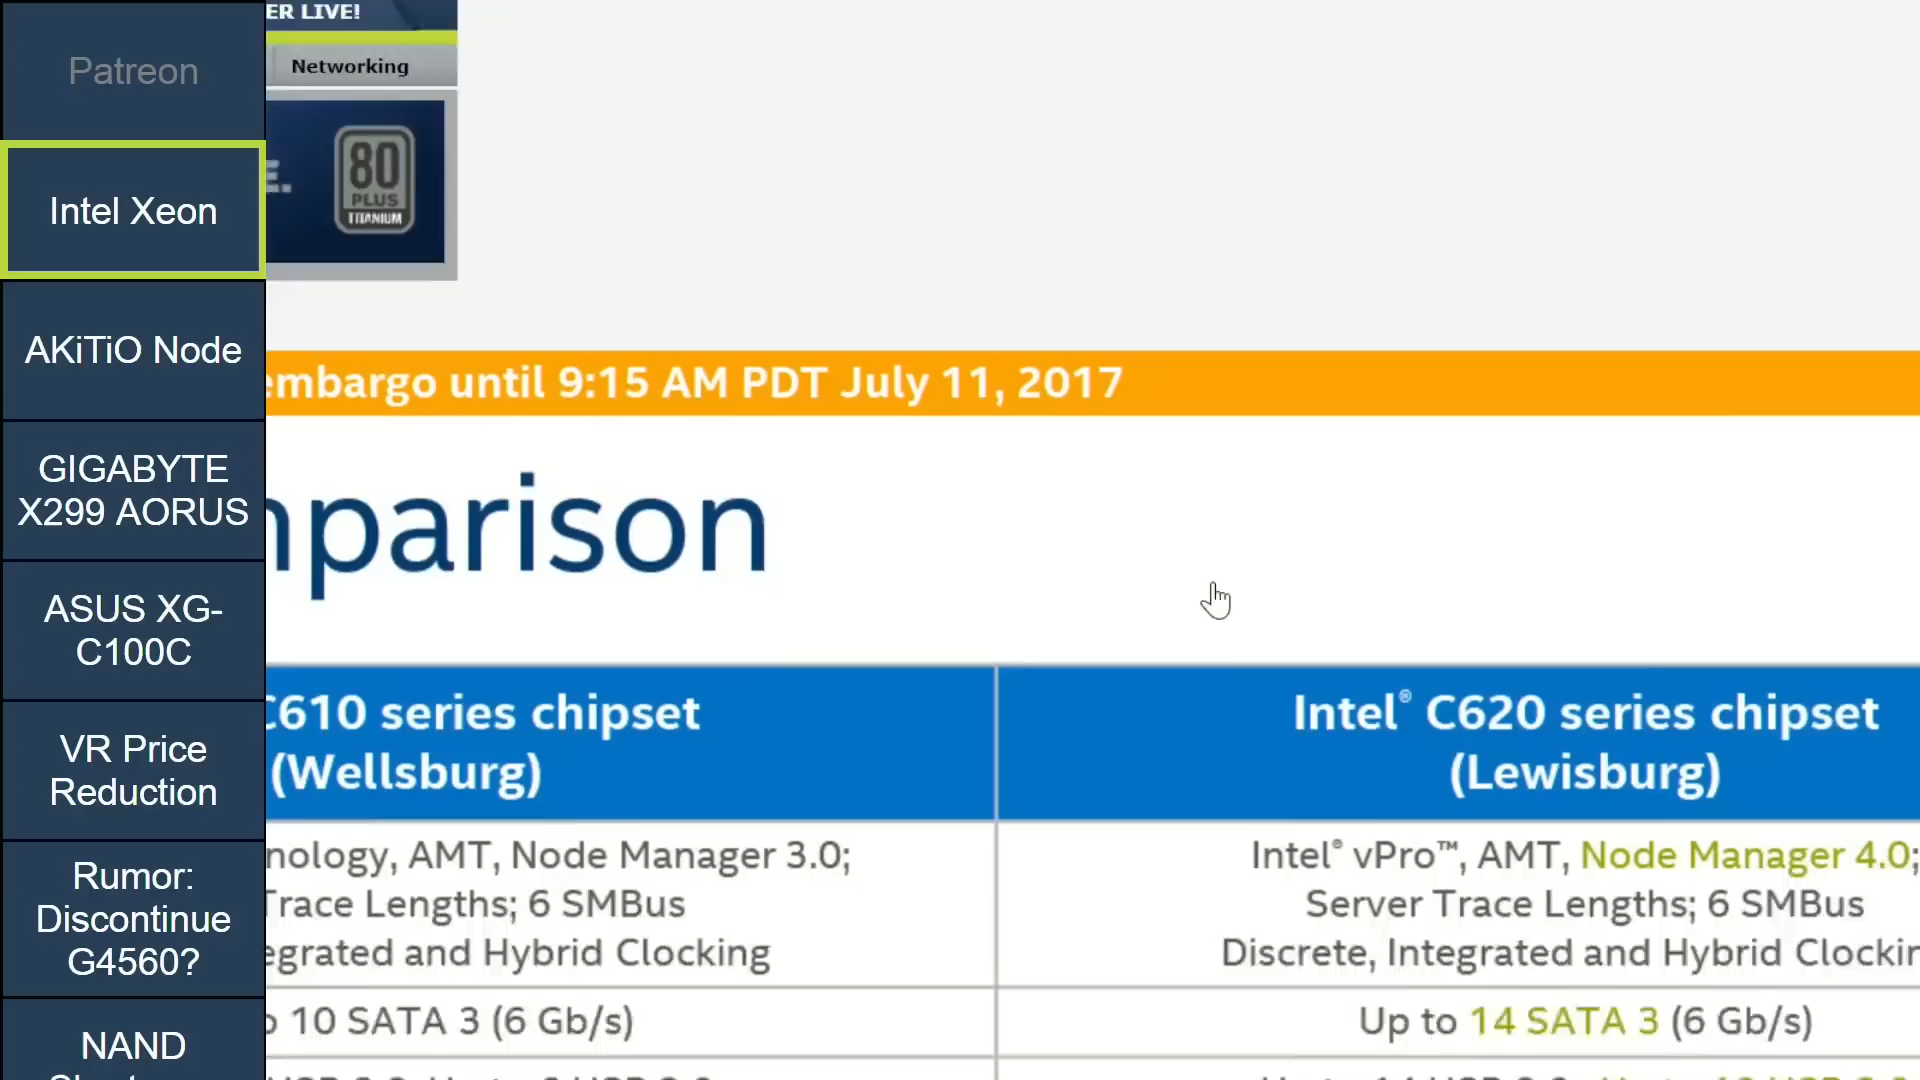 Patreon
Intel Xeon
AKiTiO Node
GIGABYTE
X299 AORUS
ASUS XG-
C100C
VR Price
Reduction
Rumor:
Discontinue
G4560?
NAND
ER LIVE!
Networking
E.
80
PLUS
TITANIUM
embargo until 9:15 AM PDT July 11, 2017
mparison
C610 series chipset
(Wellsburg)
Intel® C620 series chipset
(Lewisburg)
nology, AMT, Node Manager 3.0;
Trace Lengths; 6 SMBus
egrated and Hybrid Clocking
Intel® vPro™, AMT, Node Manager 4.0;
Server Trace Lengths; 6 SMBus
Discrete, Integrated and Hybrid Clockin
o 10 SATA 3 (6 Gb/s)
Up to 14 SATA 3 (6 Gb/s)